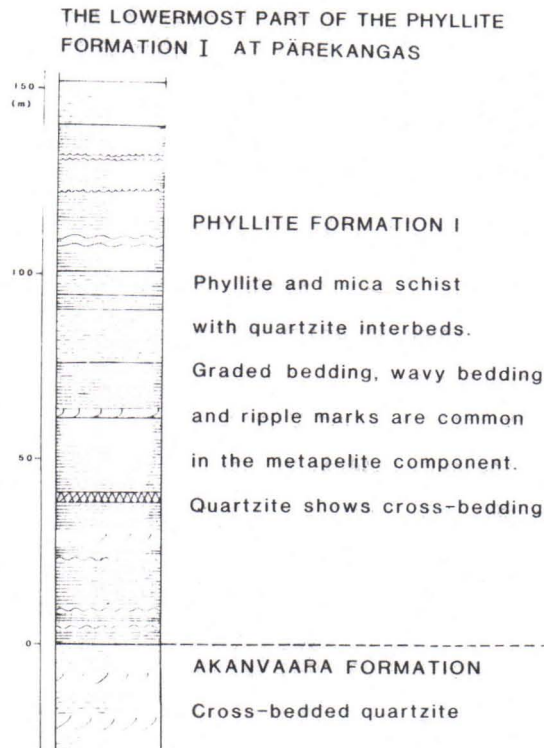 THE LOWERMOST PART OF THE PHYLLITE
FORMATION I AT PÄREKANGAS
150
(m)
PHYLLITE FORMATION I
100
Phyllite and mica schist
with quartzite interbeds.
Graded bedding, wavy bedding
and ripple marks are common
50
in the metapelite component.
Quartzite shows cross-bedding
0
AKANVAARA FORMATION
Cross-bedded quartzite